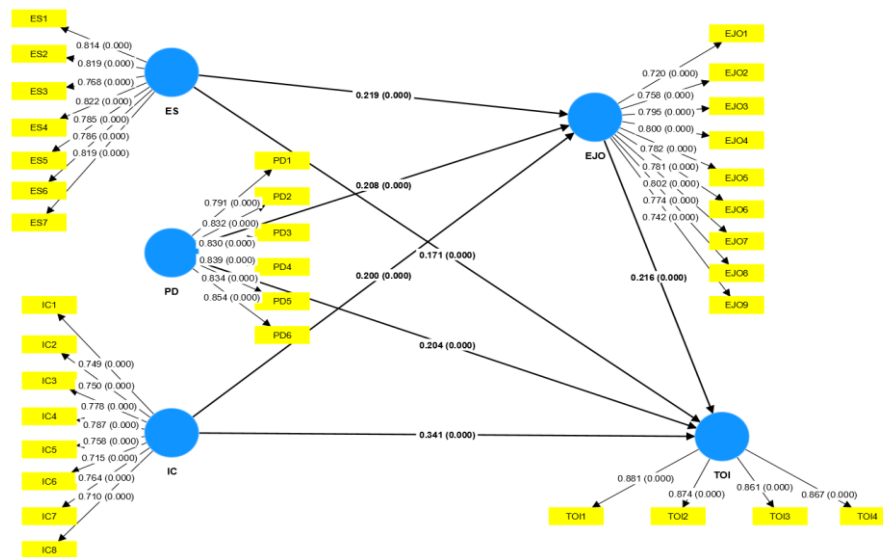 ES1
ES2
ES3
ES4
ES5
ES6
ES7
0.814 (0.000)
0.819 (0.000)
0.768 (0.000)
0.822 (0.000)
0.785 (0.000)
0.786 (0.000)
0.819 (0.000)
ES
0.219 (0.000)
EJO1
EJO2
EJO3
EJO4
EJO5
EJO6
EJO7
EJO8
EJO9
0.720 (0.000)
0.758 (0.000)
0.795 (0.000)
0.800 (0.000)
0.782 (0.000)
0.781 (0.000)
0.802 (0.000)
0.774 (0.000)
0.742 (0.000)
EJO
PD1
PD2
PD3
PD4
PD5
PD6
0.791 (0.000)
0.832 (0.000)
0.830 (0.000)
0.839 (0.000)
0.834 (0.000)
0.854 (0.000)
PD
0.208 (0.000)
0.171 (0.000)
0.200 (0.000)
0.216 (0.000)
0.204 (0.000)
IC1
IC2
IC3
IC4
IC5
IC6
IC7
IC8
0.749 (0.000)
0.750 (0.000)
0.778 (0.000)
0.787 (0.000)
0.758 (0.000)
0.715 (0.000)
0.764 (0.000)
0.710 (0.000)
IC
0.341 (0.000)
TOI
0.881 (0.000)
0.874 (0.000)
0.861 (0.000)
0.867 (0.000)
TOI1
TOI2
TOI3
TOI4